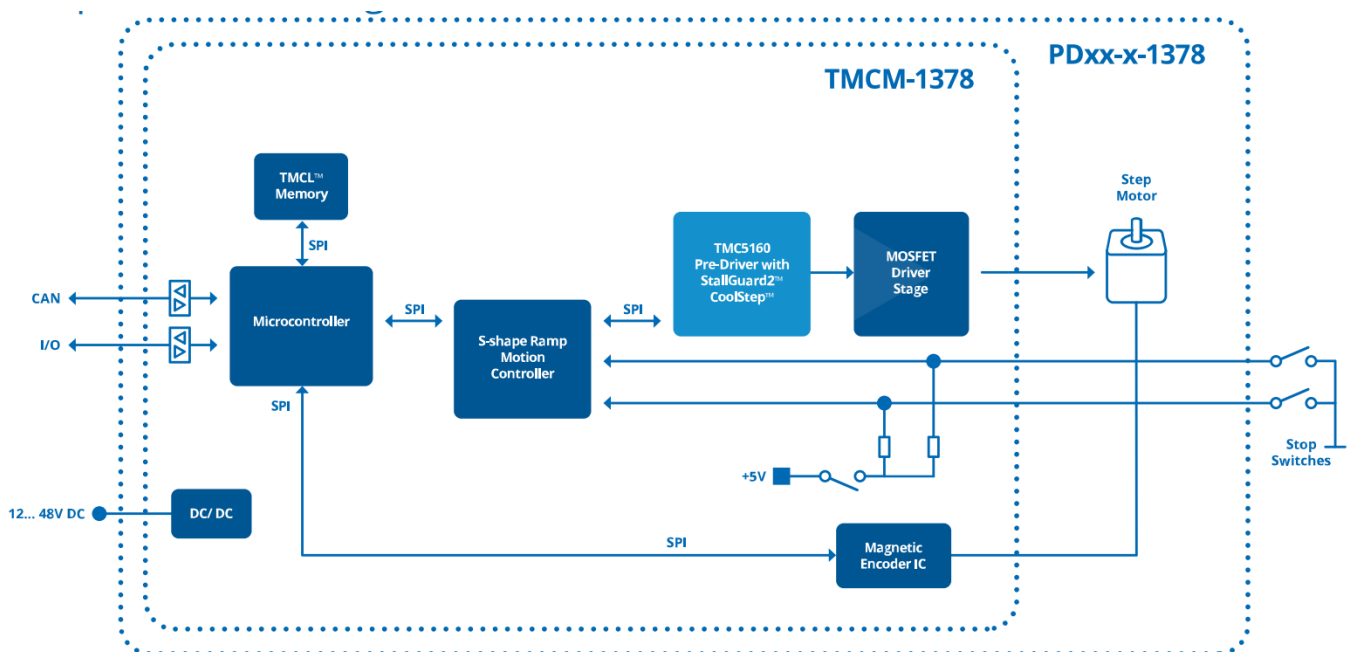 PDxx-x-1378
TMCM-1378
TMCL™
Memory
SPI
Step
Motor
TMC5160
Pre-Driver with
StallGuard2™
CoolStep™
MOSFET
Driver
Stage
CAN
I/O
Microcontroller
SPI
SPI
S-shape Ramp
Motion
Controller
SPI
Stop
Switches
+5V
12... 48V DC
DC/ DC
SPI
Magnetic
Encoder IC